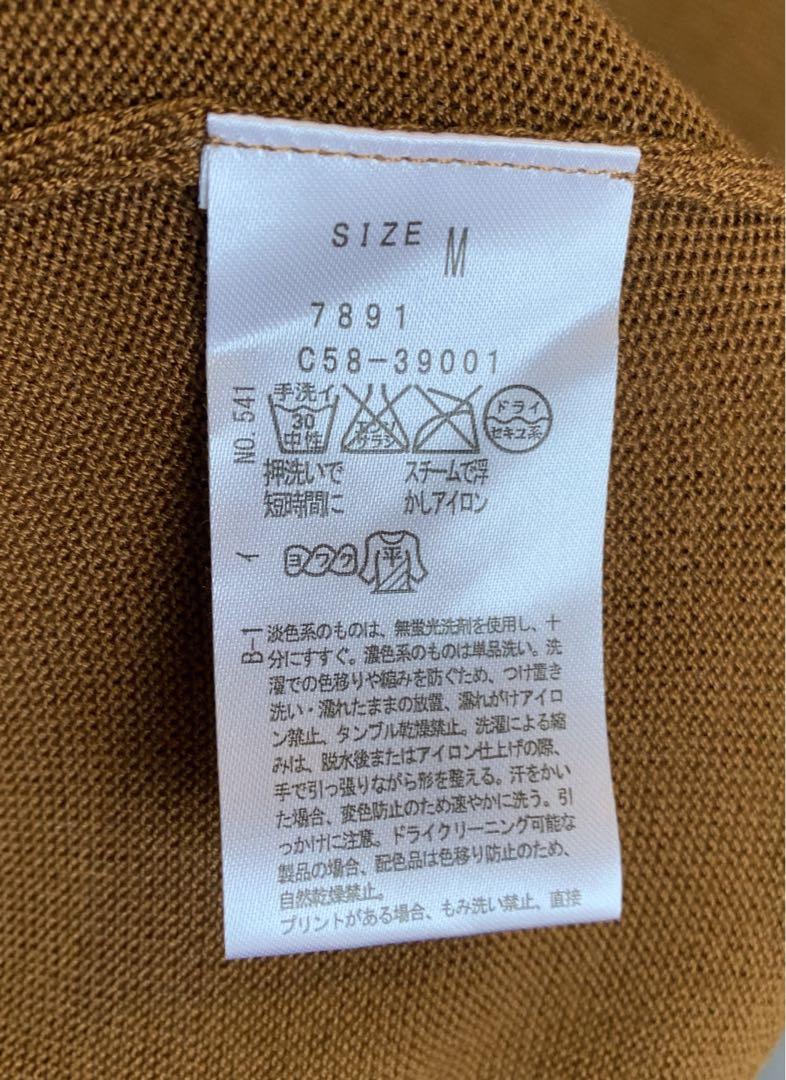 SIZE M
7891
C58-39001
NO.541
手洗イ
30
中性
エンソ
サラシ
ドライ
セキユ系
押洗いで
短時間に
スチームで浮
かしアイロン
イ
ヨワク
平
B-1
淡色系のものは、無蛍光洗剤を使用し、十
分にすすぐ。濃色系のものは単品洗い。洗
濯での色移りや縮みを防ぐため、つけ置き
洗い・濡れたままの放置、濡れがけアイロ
ン禁止、タンブル乾燥禁止。洗濯による縮
みは、脱水後またはアイロン仕上げの際、
手で引っ張りながら形を整える。汗をかい
た場合、変色防止のため速やかに洗う。引
っかけに注意。ドライクリーニング可能な
製品の場合、配色品は色移り防止のため、
自然乾燥禁止。
プリントがある場合、もみ洗い禁止、直接